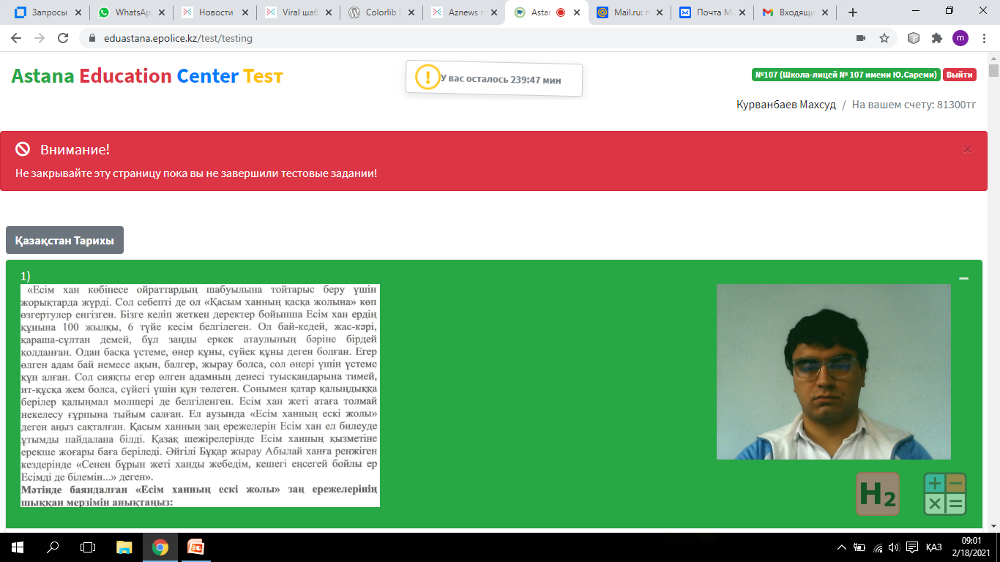 Запросы
WhatsAp
Новости
Viral шаб
Colorlib |
Aznews п
Astar
Mail.ru: п
Почта М
Входящи
eduastana.epolice.kz/test/testing
m
Astana Education Center Tesт
У вас осталось 239:47 мин
№107 (Школа-лицей № 107 имени Ю.Сареми) Выйти
Курванбаев Махсуд / На вашем счету: 81300тг
Внимание!
Не закрывайте эту страницу пока вы не завершили тестовые задании!
Қазақстан Тарихы
1)
«Есім хан көбінесе ойраттардың шабуылына тойтарыс беру үшін
жорықтарда жүрді. Сол себепті де ол «Қасым ханның қасқа жолына» көп
өзгертулер енгізген. Бізге келіп жеткен деректер бойынша Есім хан ердің
құнына 100 жылқы, 6 түйе кесім белгілеген. Ол бай-кедей, жас-кәрі,
қараша-сұлтан демей, бұл заңды еркек атаулының бәріне бірдей
қолданған. Одан басқа үстеме, өнер құны, сүйек құны деген болған. Егер
өлген адам бай немесе ақын, балгер, жырау болса, сол өнері үшін үстеме
құн алған. Сол сияқты егер өлген адамның денесі туысқандарына тимей,
ит-құсқа жем болса, сүйегі үшін құн төлеген. Сонымен қатар қалыңдыққа
берілер қалыңмал мөлшері де белгіленген. Есім хан жеті атаға толмай
некелесу ғұрпына тыйым салған. Ел аузында «Есім ханның ескі жолы»
деген аңыз сақталған. Қасым ханның заң ережелерін Есім хан ел билеуде
ұтымды пайдалана білді. Қазақ шежірелерінде Есім ханның қызметіне
ерекше жоғары баға беріледі. Әйгілі Бұқар жырау Абылай ханға ренжіген
кездерінде «Сенен бұрын жеті ханды жебедім, кешегі еңсегей бойлы ер
Есімді де білемін...» деген».
Мәтінде баяндалған «Есім ханның ескі жолы» заң ережелерінің
шыққан мерзімін анықтаңыз:
H2
ҚАЗ
09:01
2/18/2021